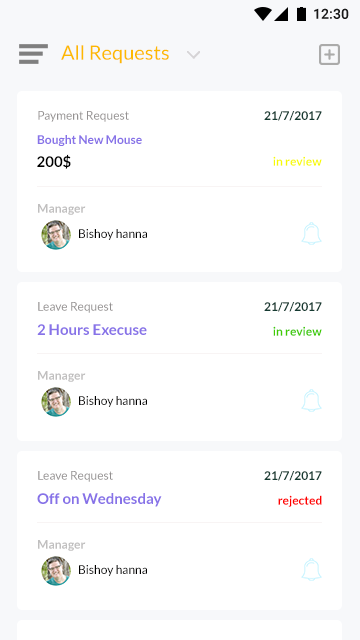 12:30
All Requests
Payment Request 21/7/2017
Bought New Mouse
200$ in review
Manager
Bishoy hanna
Leave Request 21/7/2017
2 Hours Execuse in review
Manager
Bishoy hanna
Leave Request 21/7/2017
Off on Wednesday rejected
Manager
Bishoy hanna